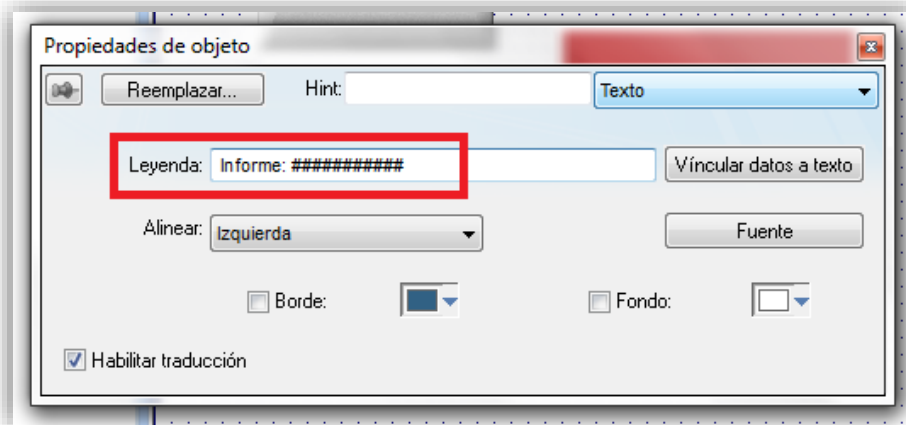 Propiedades de objeto
Reemplazar... Hint: Texto
Leyenda: Informe: ###########
Víncular datos a texto
Alinear: Izquierda Fuente
Borde: Fondo:
Habilitar traducción